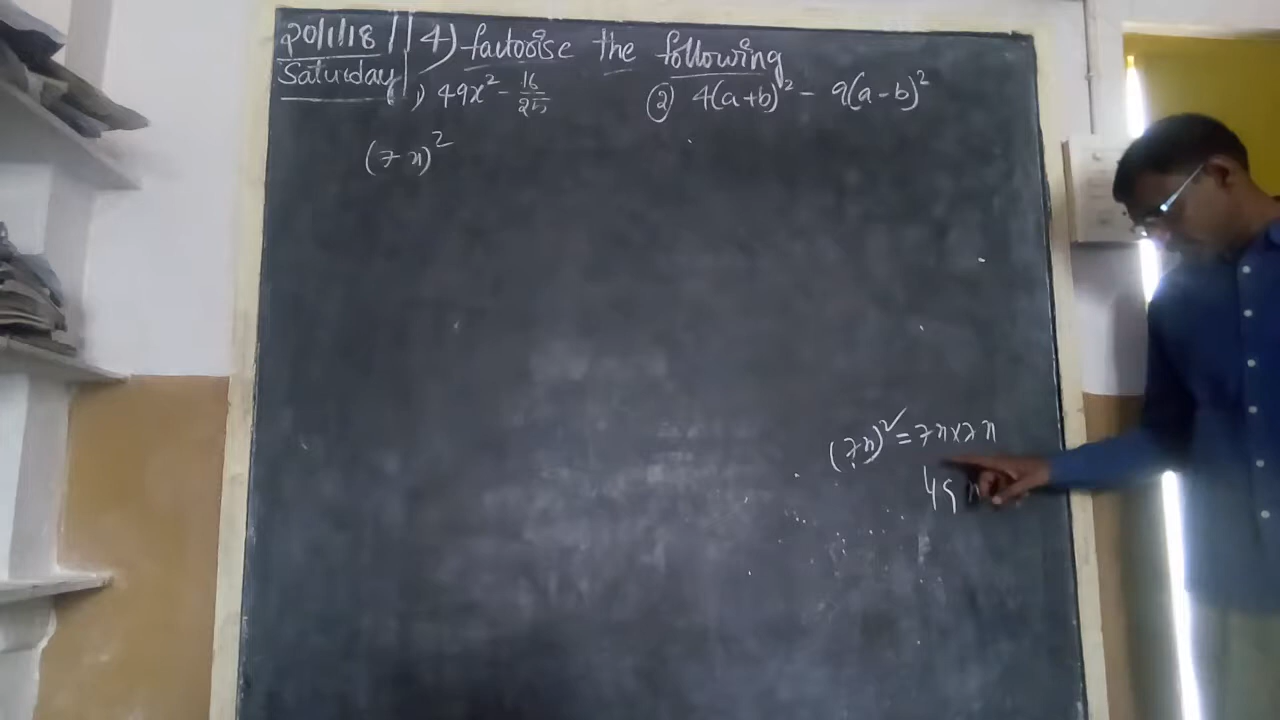 20/1/18
Saturday
4) factorise the following
1) 49x² - 16/25
② 4(a+b)² - 9(a-b)²
(7x)²
(7x)² = 7x×7x
49 x